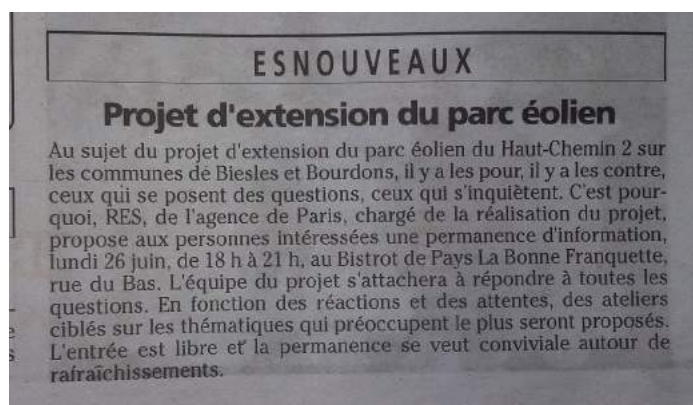 ESNOUVEAUX
Projet d'extension du parc éolien
Au sujet du projet d'extension du parc éolien du Haut-Chemin 2 sur
les communes de Biesles et Bourdons, il y a les pour, il y a les contre,
ceux qui se posent des questions, ceux qui s'inquiètent. C'est pour-
quoi, RES, de l'agence de Paris, chargé de la réalisation du projet,
propose aux personnes intéressées une permanence d'information,
lundi 26 juin, de 18 h à 21 h, au Bistrot de Pays La Bonne Franquette,
rue du Bas. L'équipe du projet s'attachera à répondre à toutes les
questions. En fonction des réactions et des attentes, des ateliers
ciblés sur les thématiques qui préoccupent le plus seront proposés.
L'entrée est libre et la permanence se veut conviviale autour de
rafraîchissements.